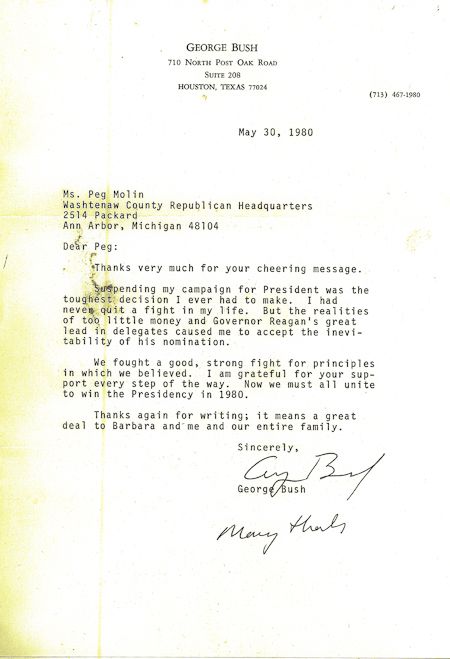 GEORGE BUSH
710 NORTH POST OAK ROAD
SUITE 208
HOUSTON, TEXAS 77024
(713) 467-1980
May 30, 1980
Ms. Peg Molin
Washtenaw County Republican Headquarters
2514 Packard
Ann Arbor, Michigan 48104
Dear Peg:
Thanks very much for your cheering message.
Suspending my campaign for President was the
toughest decision I ever had to make. I had
never quit a fight in my life. But the realities
of too little money and Governor Reagan's great
lead in delegates caused me to accept the inevi-
tability of his nomination.
We fought a good, strong fight for principles
in which we believed. I am grateful for your sup-
port every step of the way. Now we must all unite
to win the Presidency in 1980.
Thanks again for writing; it means a great
deal to Barbara and me and our entire family.
Sincerely,
George Bush
George Bush
Many thanks